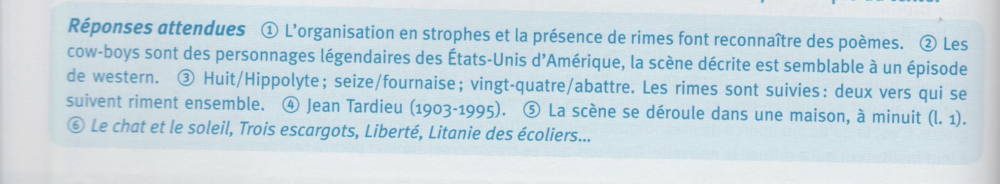 Réponses attendues ① L’organisation en strophes et la présence de rimes font reconnaître des poèmes. ② Les
cow-boys sont des personnages légendaires des États-Unis d’Amérique, la scène décrite est semblable à un épisode
de western. ③ Huit/Hippolyte ; seize/fournaise ; vingt-quatre/abattre. Les rimes sont suivies : deux vers qui se
suivent riment ensemble. ④ Jean Tardieu (1903-1995). ⑤ La scène se déroule dans une maison, à minuit (l. 1).
⑥ Le chat et le soleil, Trois escargots, Liberté, Litanie des écoliers...